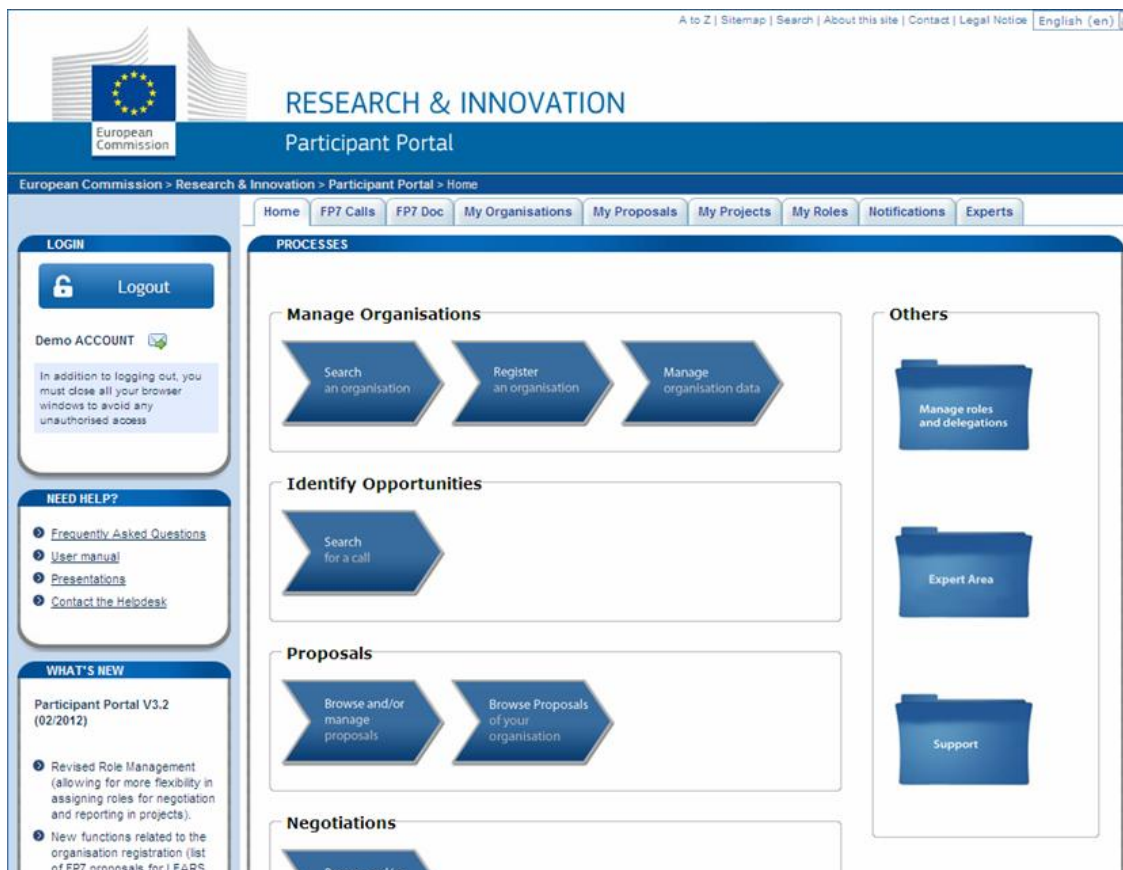 A to Z | Sitemap | Search | About this site | Contact | Legal Notice English (en)
European
Commission
RESEARCH & INNOVATION
Participant Portal
European Commission > Research & Innovation > Participant Portal > Home
Home FP7 Calls FP7 Doc My Organisations My Proposals My Projects My Roles Notifications Experts
LOGIN
Logout
Demo ACCOUNT
In addition to logging out, you
must close all your browser
windows to avoid any
unauthorised access
NEED HELP?
Frequently Asked Questions
User manual
Presentations
Contact the Helpdesk
WHAT'S NEW
Participant Portal V3.2
(02/2012)
Revised Role Management
(allowing for more flexibility in
assigning roles for negotiation
and reporting in projects).
New functions related to the
organisation registration (list
of FP7 proposals for LEARS
PROCESSES
Manage Organisations
Search
an organisation
Register
an organisation
Manage
organisation data
Identify Opportunities
Search
for a call
Proposals
Browse and/or
manage
proposals
Browse Proposals
of your
organisation
Negotiations
Others
Manage roles
and delegations
Expert Area
Support